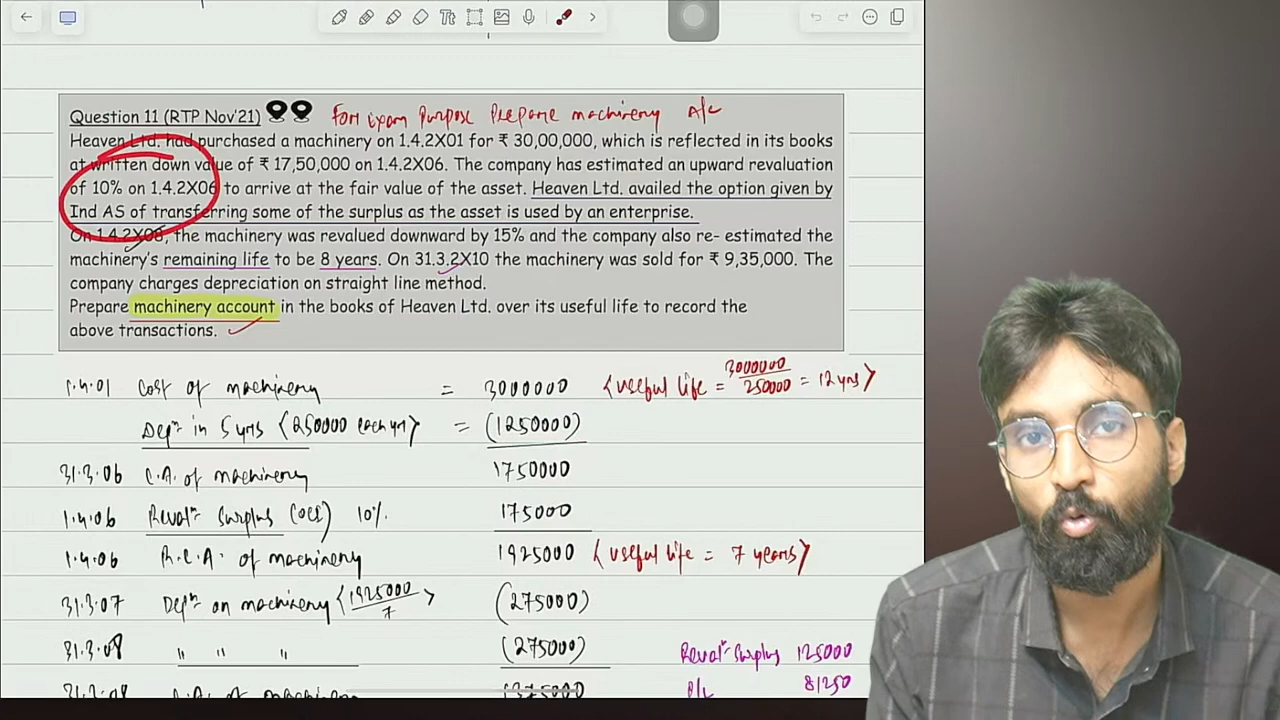 Question 11 (RTP Nov'21) For exam Purpose Prepare machinery A/c
Heaven Ltd. had purchased a machinery on 1.4.2X01 for ₹ 30,00,000, which is reflected in its books
at written down value of ₹ 17,50,000 on 1.4.2X06. The company has estimated an upward revaluation
of 10% on 1.4.2X06 to arrive at the fair value of the asset. Heaven Ltd. availed the option given by
Ind AS of transferring some of the surplus as the asset is used by an enterprise.
On 1.4.2X08, the machinery was revalued downward by 15% and the company also re- estimated the
machinery's remaining life to be 8 years. On 31.3.2X10 the machinery was sold for ₹ 9,35,000. The
company charges depreciation on straight line method.
Prepare machinery account in the books of Heaven Ltd. over its useful life to record the
above transactions.
1.4.01 Cost of machinery = 3000000 <useful life = 3000000/250000 = 12 yrs>
Depⁿ in 5 yrs <250000 each yr> = (1250000)
31.3.06 C.A. of machinery 1750000
1.4.06 Revalⁿ Surplus (OCI) 10% 175000
1.4.06 R.C.A. of machinery 1925000 <useful life = 7 years>
31.3.07 Depⁿ on machinery <1925000/7> (275000)
31.3.08 " " " (275000)
Revalⁿ Surplus 125000
31.3.08 C.A. of machinery 1375000
P/L 81250